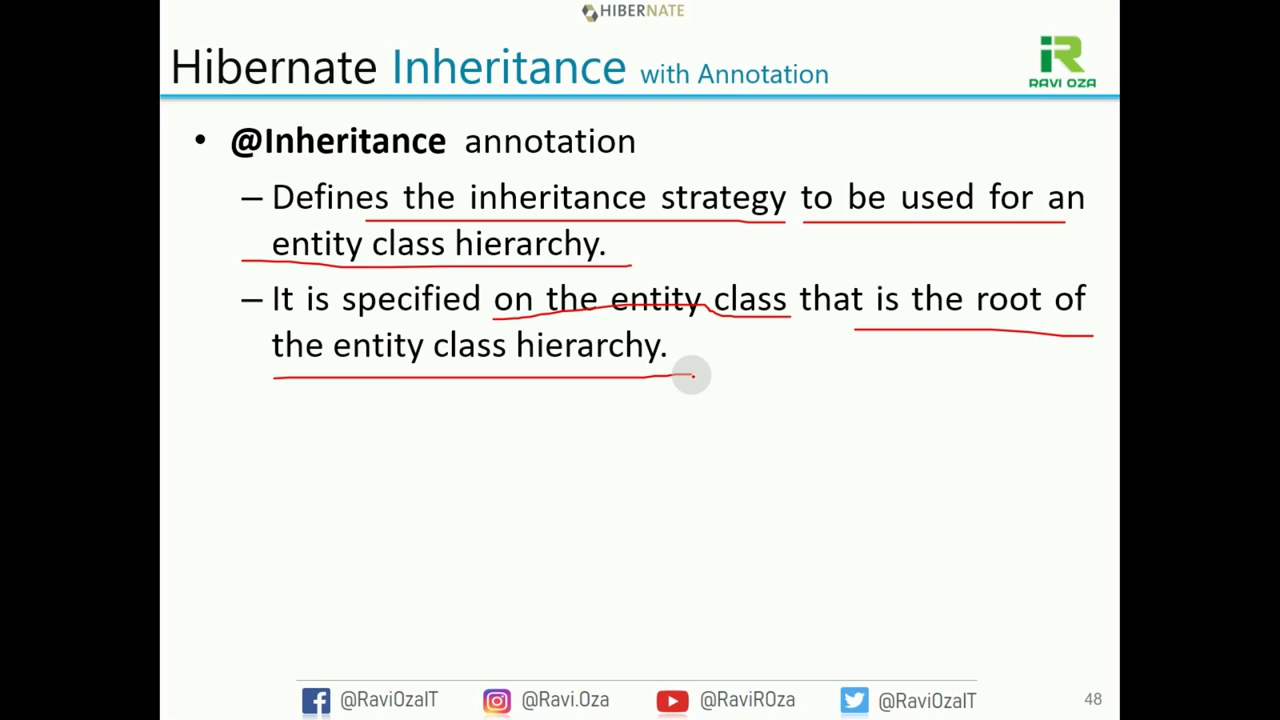 HIBERNATE
Hibernate Inheritance with Annotation
iR
RAVI OZA
• @Inheritance annotation
– Defines the inheritance strategy to be used for an
entity class hierarchy.
– It is specified on the entity class that is the root of
the entity class hierarchy.
@RaviOzaIT @Ravi.Oza @RaviROza @RaviOzaIT 48